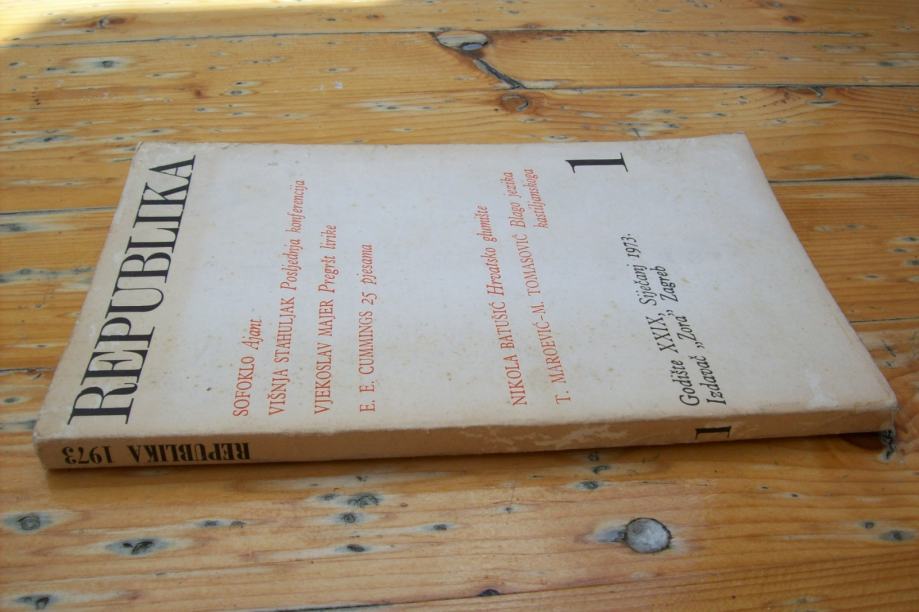 REPUBLIKA
SOFOKLO Ajant
VIŠNJA STAHULJAK Posljednja konferencija
VJEKOSLAV MAJER Pregršt lirike
E. E. CUMMINGS 25 pjesama
NIKOLA BATUŠIĆ Hrvatsko glumište
T. MAROEVIĆ–M. TOMASOVIĆ Blago jezika
kastiljanskoga
1
Godište XXIX, Siječanj 1973.
Izdavač „Zora” Zagreb
REPUBLIKA 1973
1